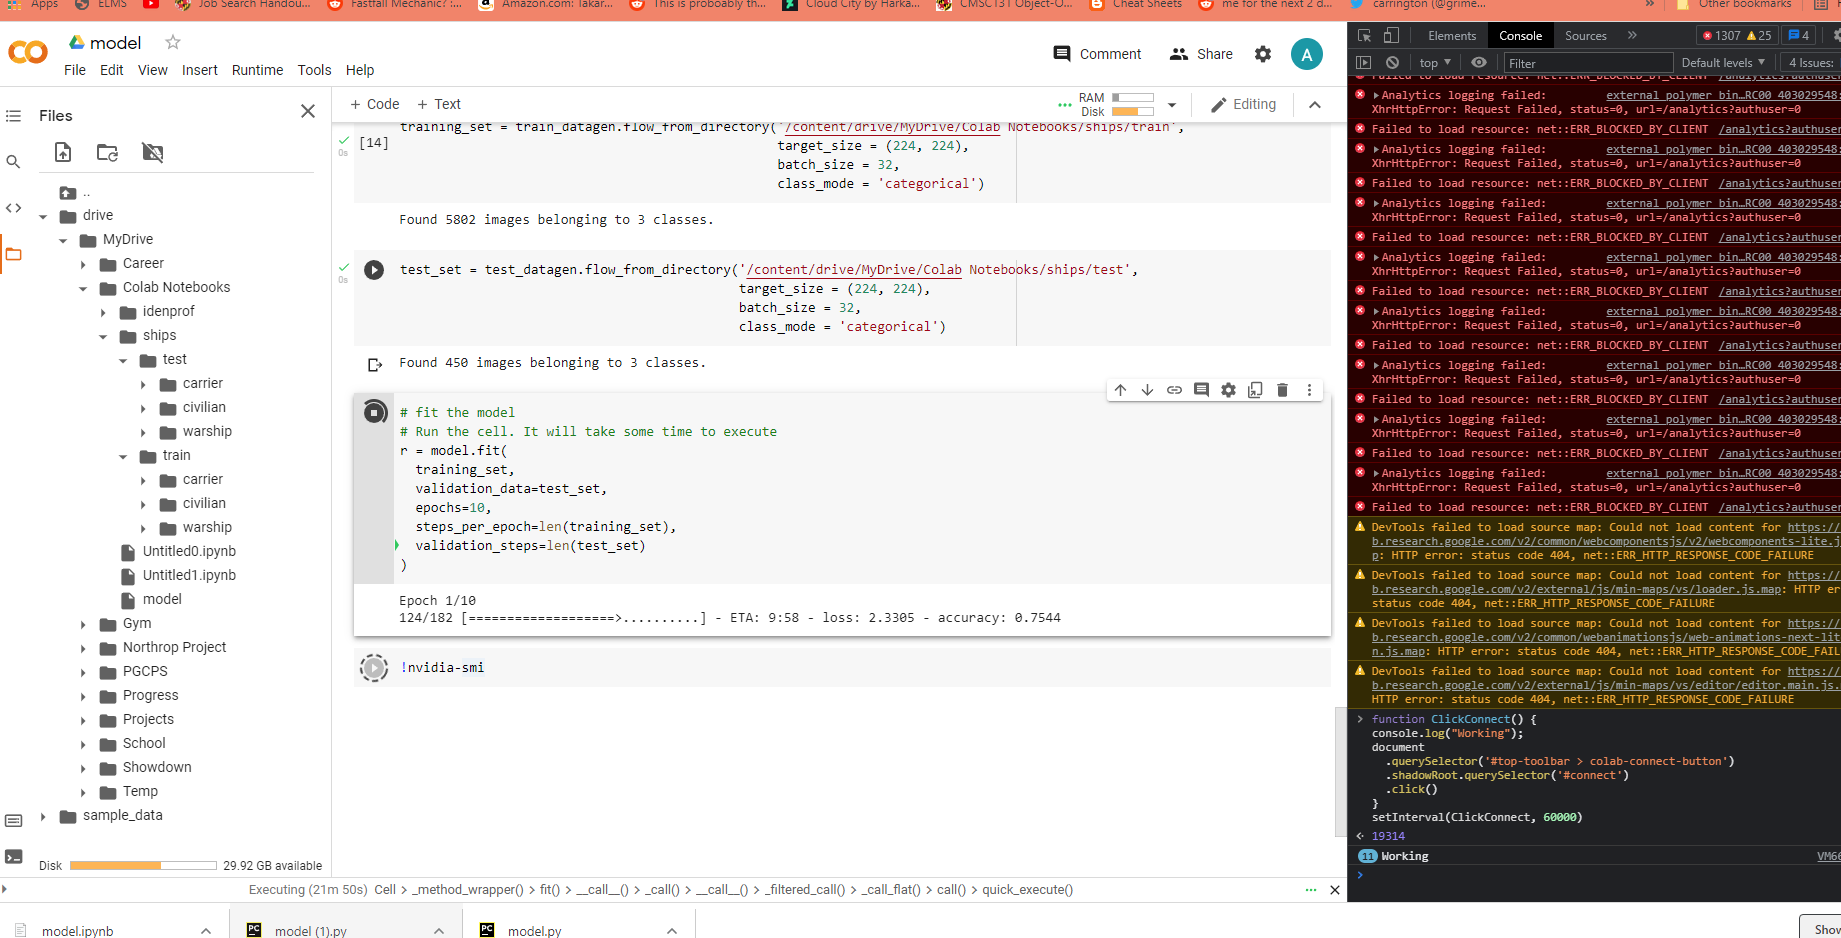 Apps ELMS Job Search Handou... Fastfall Mechanic? :... Amazon.com: Takar... This is proboably th... Cloud City by Harka... CMSC131 Object-O... Cheat Sheets me for the next 2 d... carrington (@grime... » Other bookmarks
CO model
File Edit View Insert Runtime Tools Help
Comment Share A
Files
..
drive
MyDrive
Career
Colab Notebooks
idenprof
ships
test
carrier
civilian
warship
train
carrier
civilian
warship
Untitled0.ipynb
Untitled1.ipynb
model
Gym
Northrop Project
PGCPS
Progress
Projects
School
Showdown
Temp
sample_data
Disk 29.92 GB available
+ Code + Text
RAM
Disk
Editing
training_set = train_datagen.flow_from_directory('/content/drive/MyDrive/Colab Notebooks/ships/train',
0s [14]
target_size = (224, 224),
batch_size = 32,
class_mode = 'categorical')
Found 5802 images belonging to 3 classes.
0s
test_set = test_datagen.flow_from_directory('/content/drive/MyDrive/Colab Notebooks/ships/test',
target_size = (224, 224),
batch_size = 32,
class_mode = 'categorical')
Found 450 images belonging to 3 classes.
# fit the model
# Run the cell. It will take some time to execute
r = model.fit(
training_set,
validation_data=test_set,
epochs=10,
steps_per_epoch=len(training_set),
validation_steps=len(test_set)
)
Epoch 1/10
124/182 [===================>..........] - ETA: 9:58 - loss: 2.3305 - accuracy: 0.7544
!nvidia-smi
Executing (21m 50s) Cell > _method_wrapper() > fit() > __call__() > _call() > __call__() > _filtered_call() > _call_flat() > call() > quick_execute()
model.ipynb
PC model (1).py
PC model.py
Show
Elements Console Sources » 1307 25 4
top Filter Default levels 4 Issues:
Failed to load resource: net::ERR_BLOCKED_BY_CLIENT /analytics?authuser
Analytics logging failed: external_polymer_bin…RC00_403029548:
XhrHttpError: Request Failed, status=0, url=/analytics?authuser=0
Failed to load resource: net::ERR_BLOCKED_BY_CLIENT /analytics?authuser
Analytics logging failed: external_polymer_bin…RC00_403029548:
XhrHttpError: Request Failed, status=0, url=/analytics?authuser=0
Failed to load resource: net::ERR_BLOCKED_BY_CLIENT /analytics?authuser
Analytics logging failed: external_polymer_bin…RC00_403029548:
XhrHttpError: Request Failed, status=0, url=/analytics?authuser=0
Failed to load resource: net::ERR_BLOCKED_BY_CLIENT /analytics?authuser
Analytics logging failed: external_polymer_bin…RC00_403029548:
XhrHttpError: Request Failed, status=0, url=/analytics?authuser=0
Failed to load resource: net::ERR_BLOCKED_BY_CLIENT /analytics?authuser
Analytics logging failed: external_polymer_bin…RC00_403029548:
XhrHttpError: Request Failed, status=0, url=/analytics?authuser=0
Failed to load resource: net::ERR_BLOCKED_BY_CLIENT /analytics?authuser
Analytics logging failed: external_polymer_bin…RC00_403029548:
XhrHttpError: Request Failed, status=0, url=/analytics?authuser=0
Failed to load resource: net::ERR_BLOCKED_BY_CLIENT /analytics?authuser
Analytics logging failed: external_polymer_bin…RC00_403029548:
XhrHttpError: Request Failed, status=0, url=/analytics?authuser=0
Failed to load resource: net::ERR_BLOCKED_BY_CLIENT /analytics?authuser
Analytics logging failed: external_polymer_bin…RC00_403029548:
XhrHttpError: Request Failed, status=0, url=/analytics?authuser=0
Failed to load resource: net::ERR_BLOCKED_BY_CLIENT /analytics?authuser
DevTools failed to load source map: Could not load content for https://
b.research.google.com/v2/common/webcomponentsjs/v2/webcomponents-lite.j
p: HTTP error: status code 404, net::ERR_HTTP_RESPONSE_CODE_FAILURE
DevTools failed to load source map: Could not load content for https://
b.research.google.com/v2/external/js/min-maps/vs/loader.js.map: HTTP er
status code 404, net::ERR_HTTP_RESPONSE_CODE_FAILURE
DevTools failed to load source map: Could not load content for https://
b.research.google.com/v2/common/webanimationsjs/web-animations-next-lit
n.js.map: HTTP error: status code 404, net::ERR_HTTP_RESPONSE_CODE_FAIL
DevTools failed to load source map: Could not load content for https://
b.research.google.com/v2/external/js/min-maps/vs/editor/editor.main.js.
HTTP error: status code 404, net::ERR_HTTP_RESPONSE_CODE_FAILURE
> function ClickConnect() {
console.log("Working");
document
.querySelector('#top-toolbar > colab-connect-button')
.shadowRoot.querySelector('#connect')
.click()
}
setInterval(ClickConnect, 60000)
19314
11 Working VM66
>